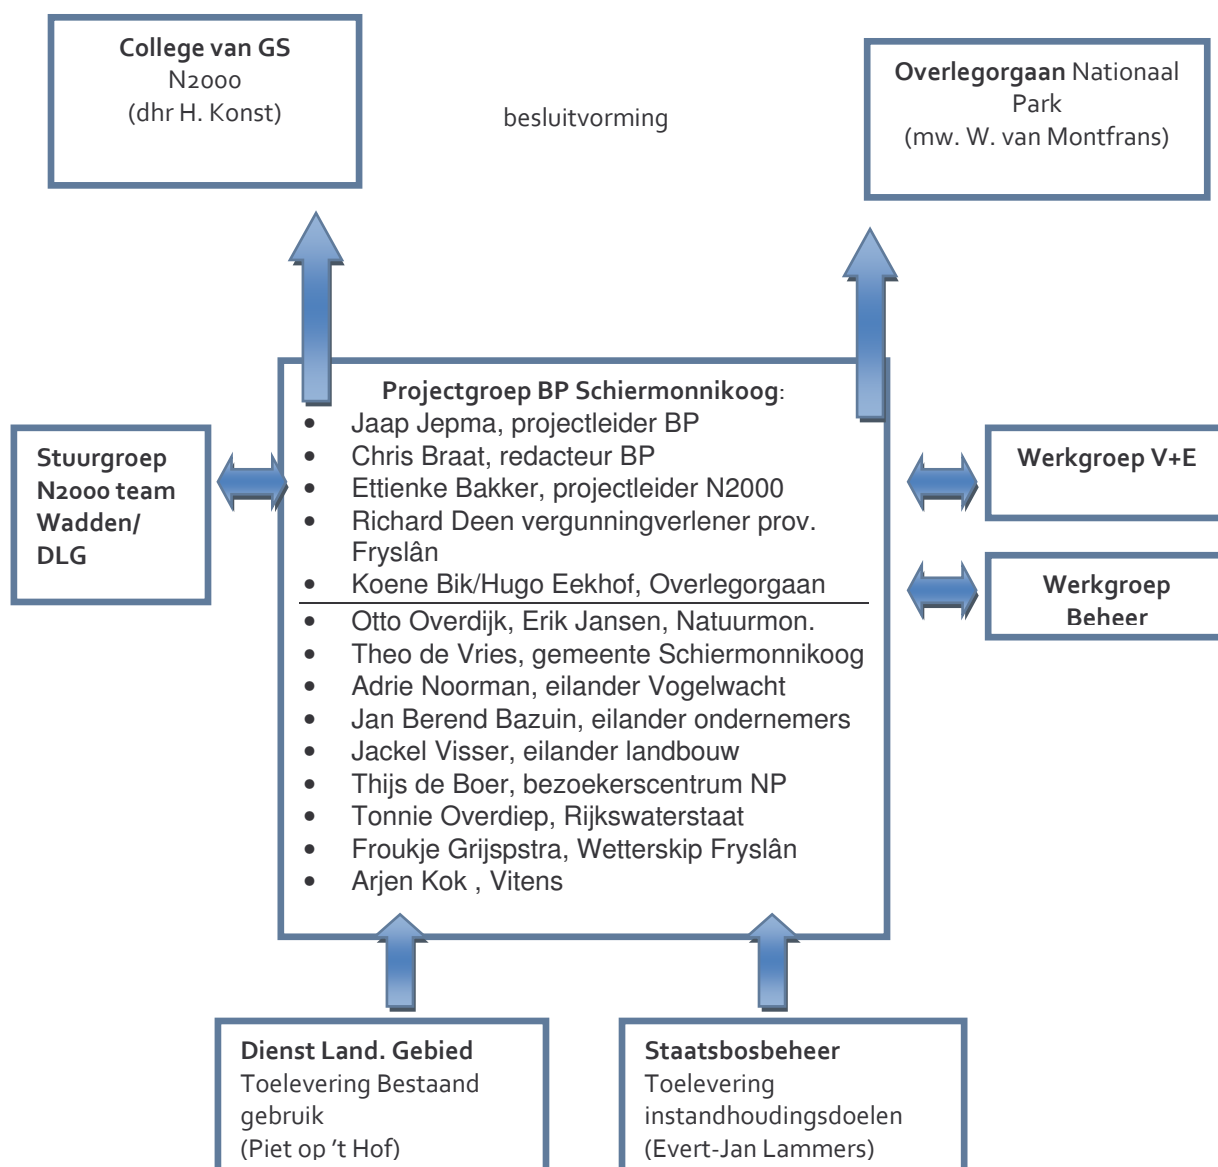 College van GS
N2000
(dhr H. Konst)
besluitvorming
Overlegorgaan Nationaal
Park
(mw. W. van Montfrans)
Projectgroep BP Schiermonnikoog:
• Jaap Jepma, projectleider BP
• Chris Braat, redacteur BP
• Ettienke Bakker, projectleider N2000
• Richard Deen vergunningverlener prov.
Fryslân
• Koene Bik/Hugo Eekhof, Overlegorgaan
• Otto Overdijk, Erik Jansen, Natuurmon.
• Theo de Vries, gemeente Schiermonnikoog
• Adrie Noorman, eilander Vogelwacht
• Jan Berend Bazuin, eilander ondernemers
• Jackel Visser, eilander landbouw
• Thijs de Boer, bezoekerscentrum NP
• Tonnie Overdiep, Rijkswaterstaat
• Froukje Grijspstra, Wetterskip Fryslân
• Arjen Kok , Vitens
Stuurgroep
N2000 team
Wadden/
DLG
Werkgroep V+E
Werkgroep
Beheer
Dienst Land. Gebied
Toelevering Bestaand
gebruik
(Piet op ’t Hof)
Staatsbosbeheer
Toelevering
instandhoudingsdoelen
(Evert-Jan Lammers)